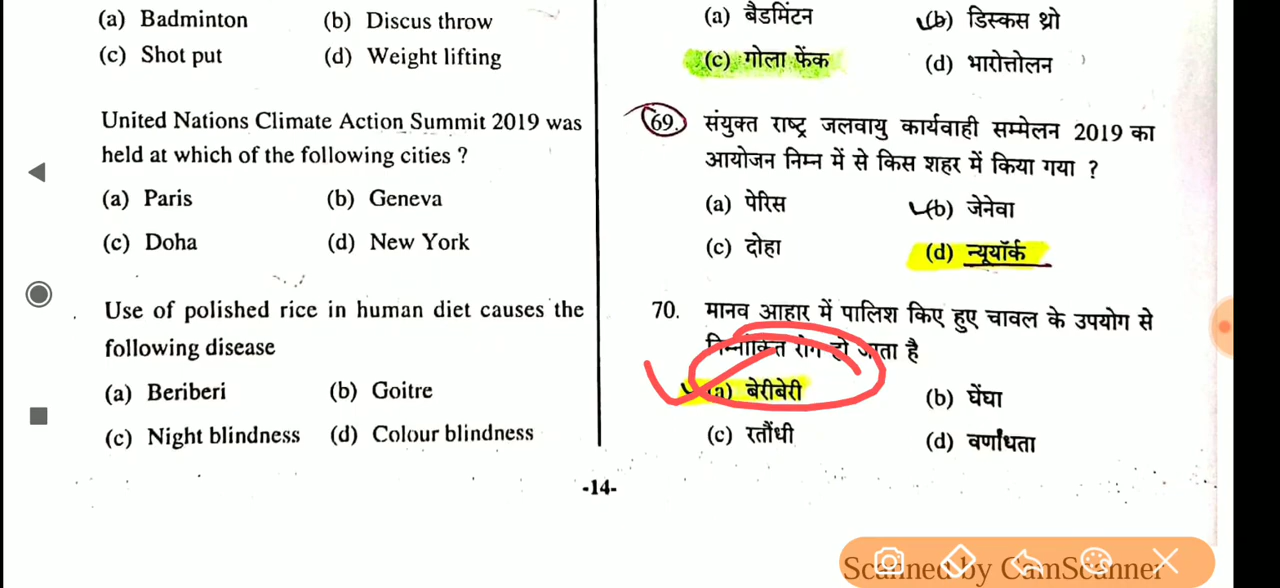 (a) Badminton (b) Discus throw
(c) Shot put (d) Weight lifting
United Nations Climate Action Summit 2019 was
held at which of the following cities ?
(a) Paris (b) Geneva
(c) Doha (d) New York
Use of polished rice in human diet causes the
following disease
(a) Beriberi (b) Goitre
(c) Night blindness (d) Colour blindness
(a) बैडमिंटन (b) डिस्कस थ्रो
(c) गोला फेंक (d) भारोत्तोलन
69. संयुक्त राष्ट्र जलवायु कार्यवाही सम्मेलन 2019 का
आयोजन निम्न में से किस शहर में किया गया ?
(a) पेरिस (b) जेनेवा
(c) दोहा (d) न्यूयॉर्क
70. मानव आहार में पालिश किए हुए चावल के उपयोग से
निम्नांकित रोग हो जाता है
(a) बेरीबेरी (b) घेंघा
(c) रतौंधी (d) वर्णांधता
-14-
Scanned by CamScanner